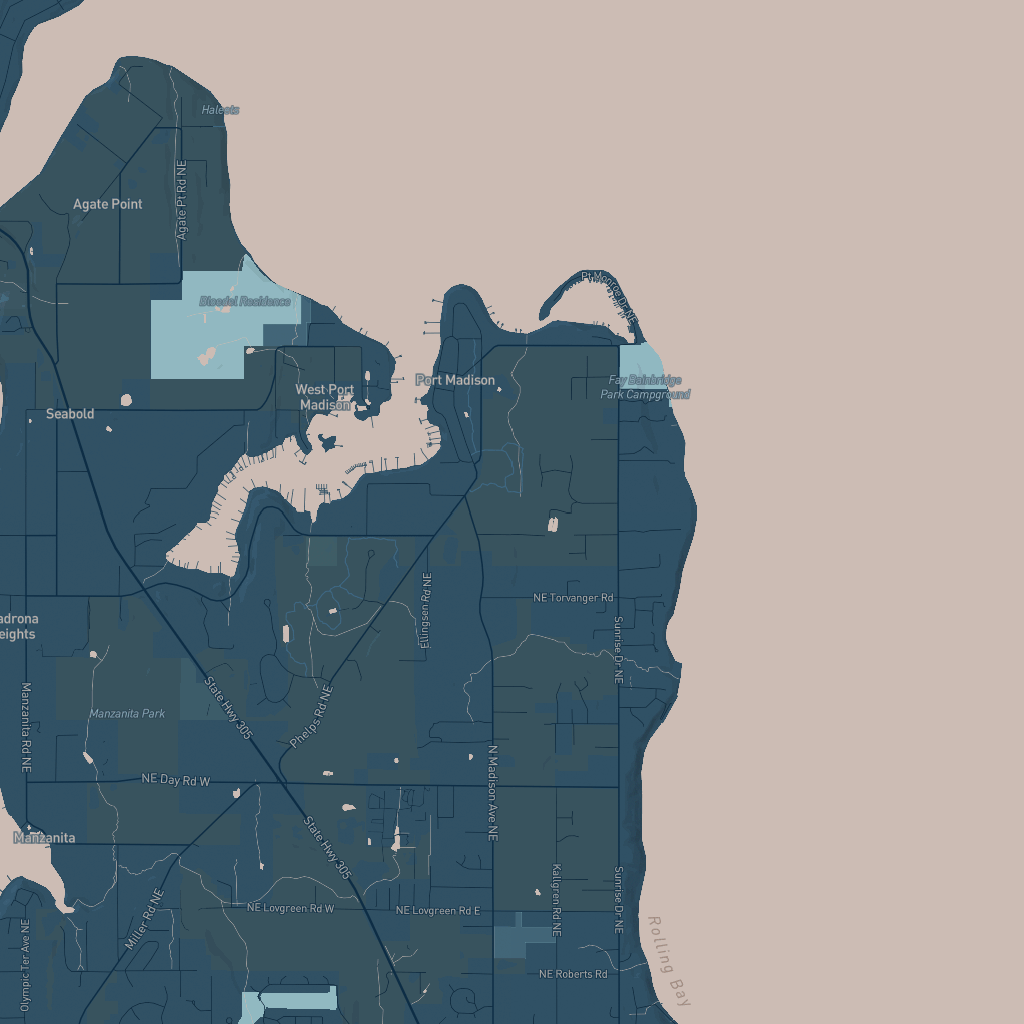 Haleets
Agate Pt Rd NE
Agate Point
Pt Monroe Dr NE
Bloedel Residence
Port Madison
Fay Bainbridge
Park Campground
West Port
Madison
Seabold
NE Torvanger Rd
Ellingsen Rd NE
Sunrise Dr NE
adrona
eights
Manzanita Rd NE
Manzanita Park
State Hwy 305
Phelps Rd NE
N Madison Ave NE
NE Day Rd W
Manzanita
State Hwy 305
Kallgren Rd NE
Sunrise Dr NE
Miller Rd NE
NE Lovgreen Rd W
NE Lovgreen Rd E
Olympic Ter Ave NE
Rolling Bay
NE Roberts Rd